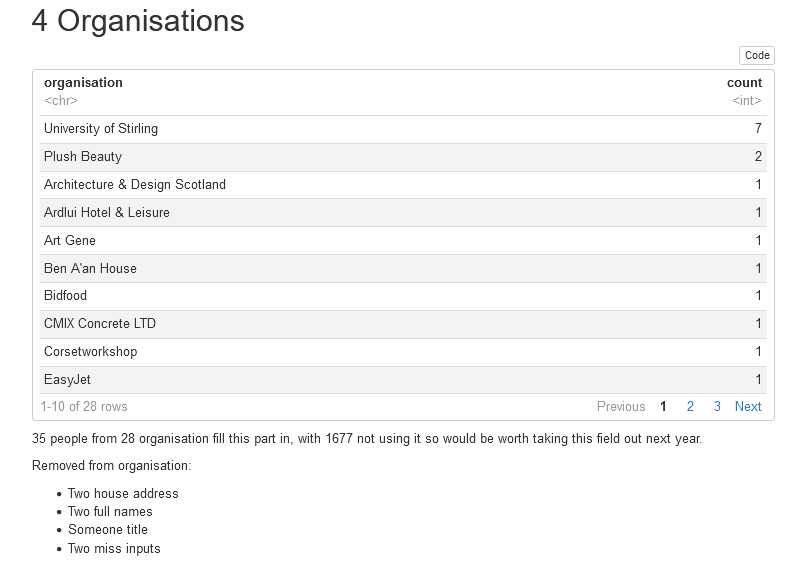 4 Organisations
Code
organisation count
<chr> <int>
University of Stirling 7
Plush Beauty 2
Architecture & Design Scotland 1
Ardlui Hotel & Leisure 1
Art Gene 1
Ben A'an House 1
Bidfood 1
CMIX Concrete LTD 1
Corsetworkshop 1
EasyJet 1
1-10 of 28 rows Previous 1 2 3 Next
35 people from 28 organisation fill this part in, with 1677 not using it so would be worth taking this field out next year.
Removed from organisation:
• Two house address
• Two full names
• Someone title
• Two miss inputs